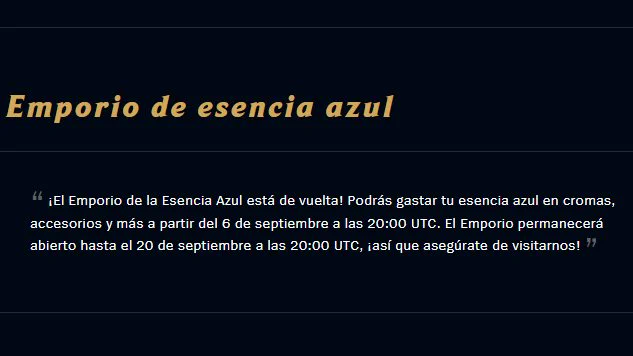 Emporio de esencia azul
“ ¡El Emporio de la Esencia Azul está de vuelta! Podrás gastar tu esencia azul en cromas,
accesorios y más a partir del 6 de septiembre a las 20:00 UTC. El Emporio permanecerá
abierto hasta el 20 de septiembre a las 20:00 UTC, ¡así que asegúrate de visitarnos! ”